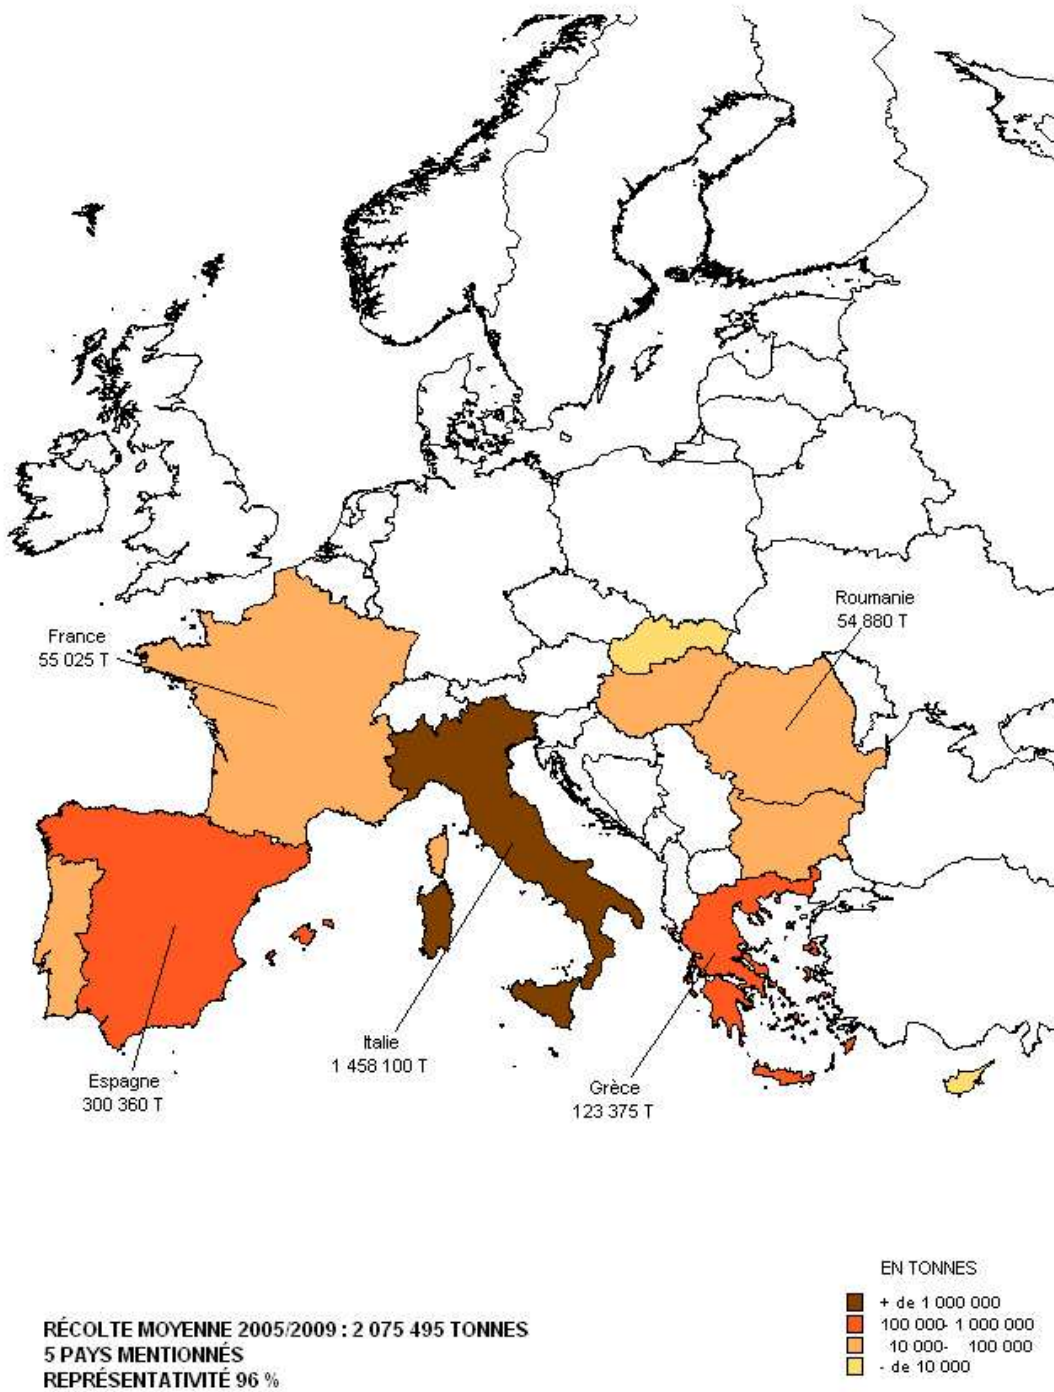 Roumanie
54 880 T
France
55 025 T
Italie
1 458 100 T
Espagne
300 360 T
Grèce
123 375 T
EN TONNES
+ de 1 000 000
100 000- 1 000 000
10 000- 100 000
- de 10 000
RÉCOLTE MOYENNE 2005/2009 : 2 075 495 TONNES
5 PAYS MENTIONNÉS
REPRÉSENTATIVITÉ 96 %